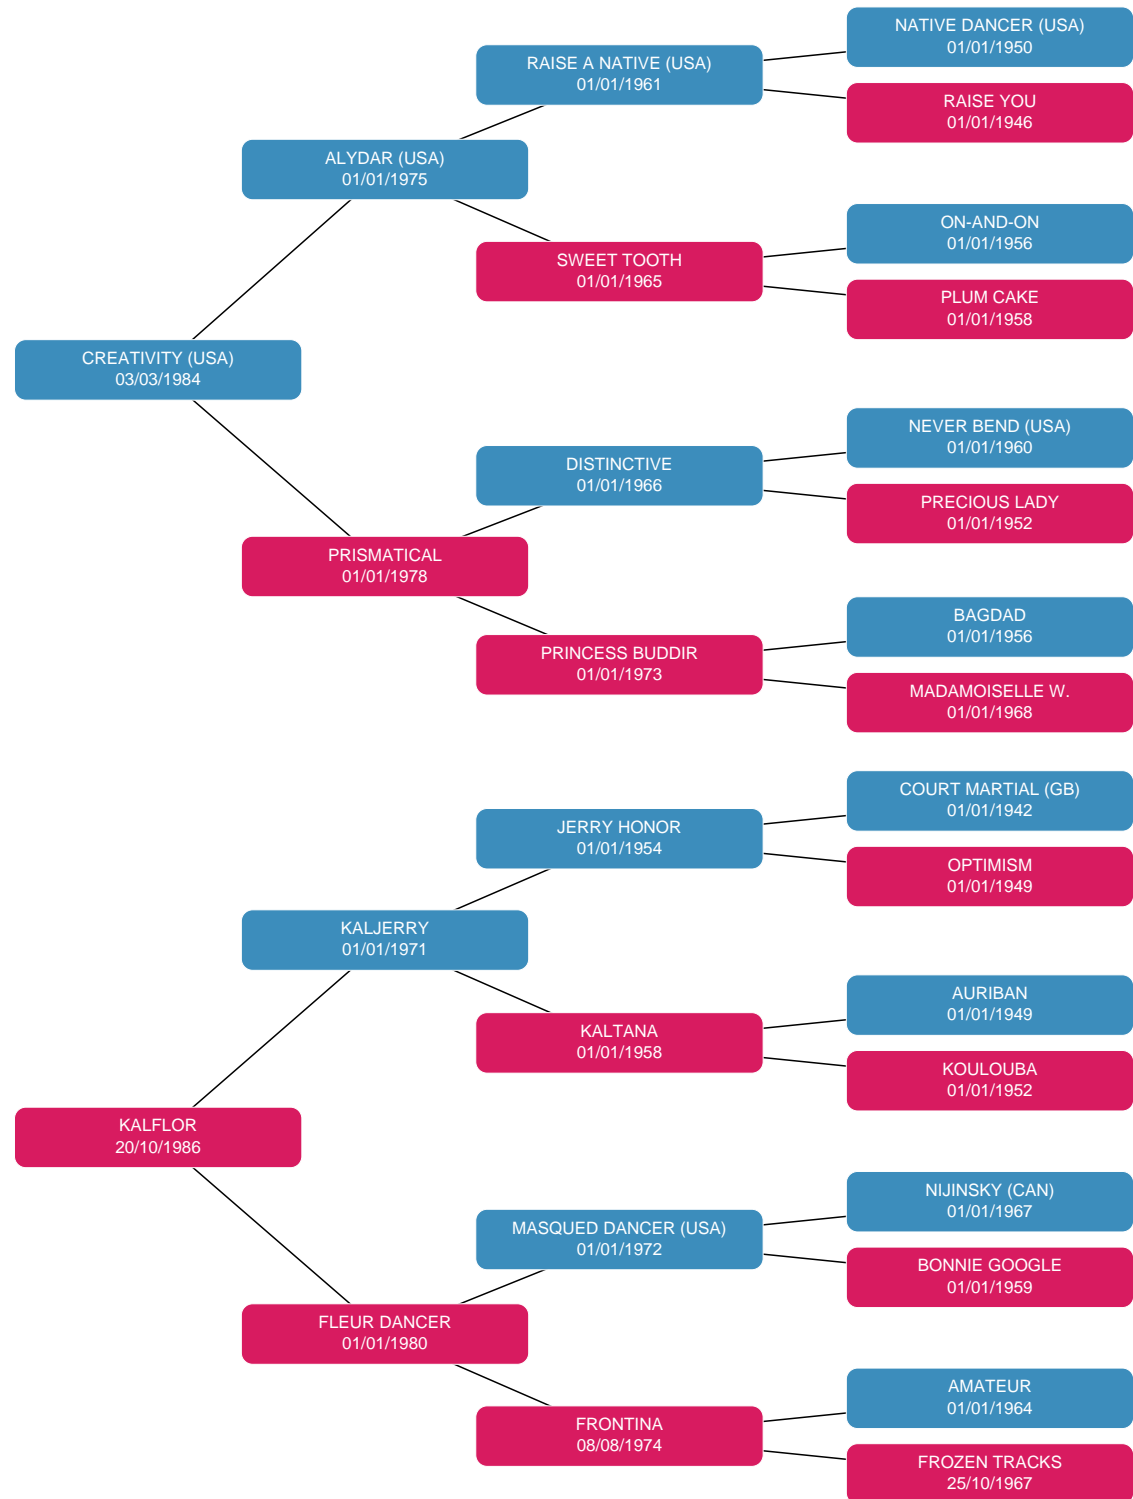 NATIVE DANCER (USA)
01/01/1950
RAISE A NATIVE (USA)
01/01/1961
RAISE YOU
01/01/1946
ALYDAR (USA)
01/01/1975
ON-AND-ON
01/01/1956
SWEET TOOTH
01/01/1965
PLUM CAKE
01/01/1958
CREATIVITY (USA)
03/03/1984
NEVER BEND (USA)
01/01/1960
DISTINCTIVE
01/01/1966
PRECIOUS LADY
01/01/1952
PRISMATICAL
01/01/1978
BAGDAD
01/01/1956
PRINCESS BUDDIR
01/01/1973
MADAMOISELLE W.
01/01/1968
COURT MARTIAL (GB)
01/01/1942
JERRY HONOR
01/01/1954
OPTIMISM
01/01/1949
KALJERRY
01/01/1971
AURIBAN
01/01/1949
KALTANA
01/01/1958
KOULOUBA
01/01/1952
KALFLOR
20/10/1986
NIJINSKY (CAN)
01/01/1967
MASQUED DANCER (USA)
01/01/1972
BONNIE GOOGLE
01/01/1959
FLEUR DANCER
01/01/1980
AMATEUR
01/01/1964
FRONTINA
08/08/1974
FROZEN TRACKS
25/10/1967